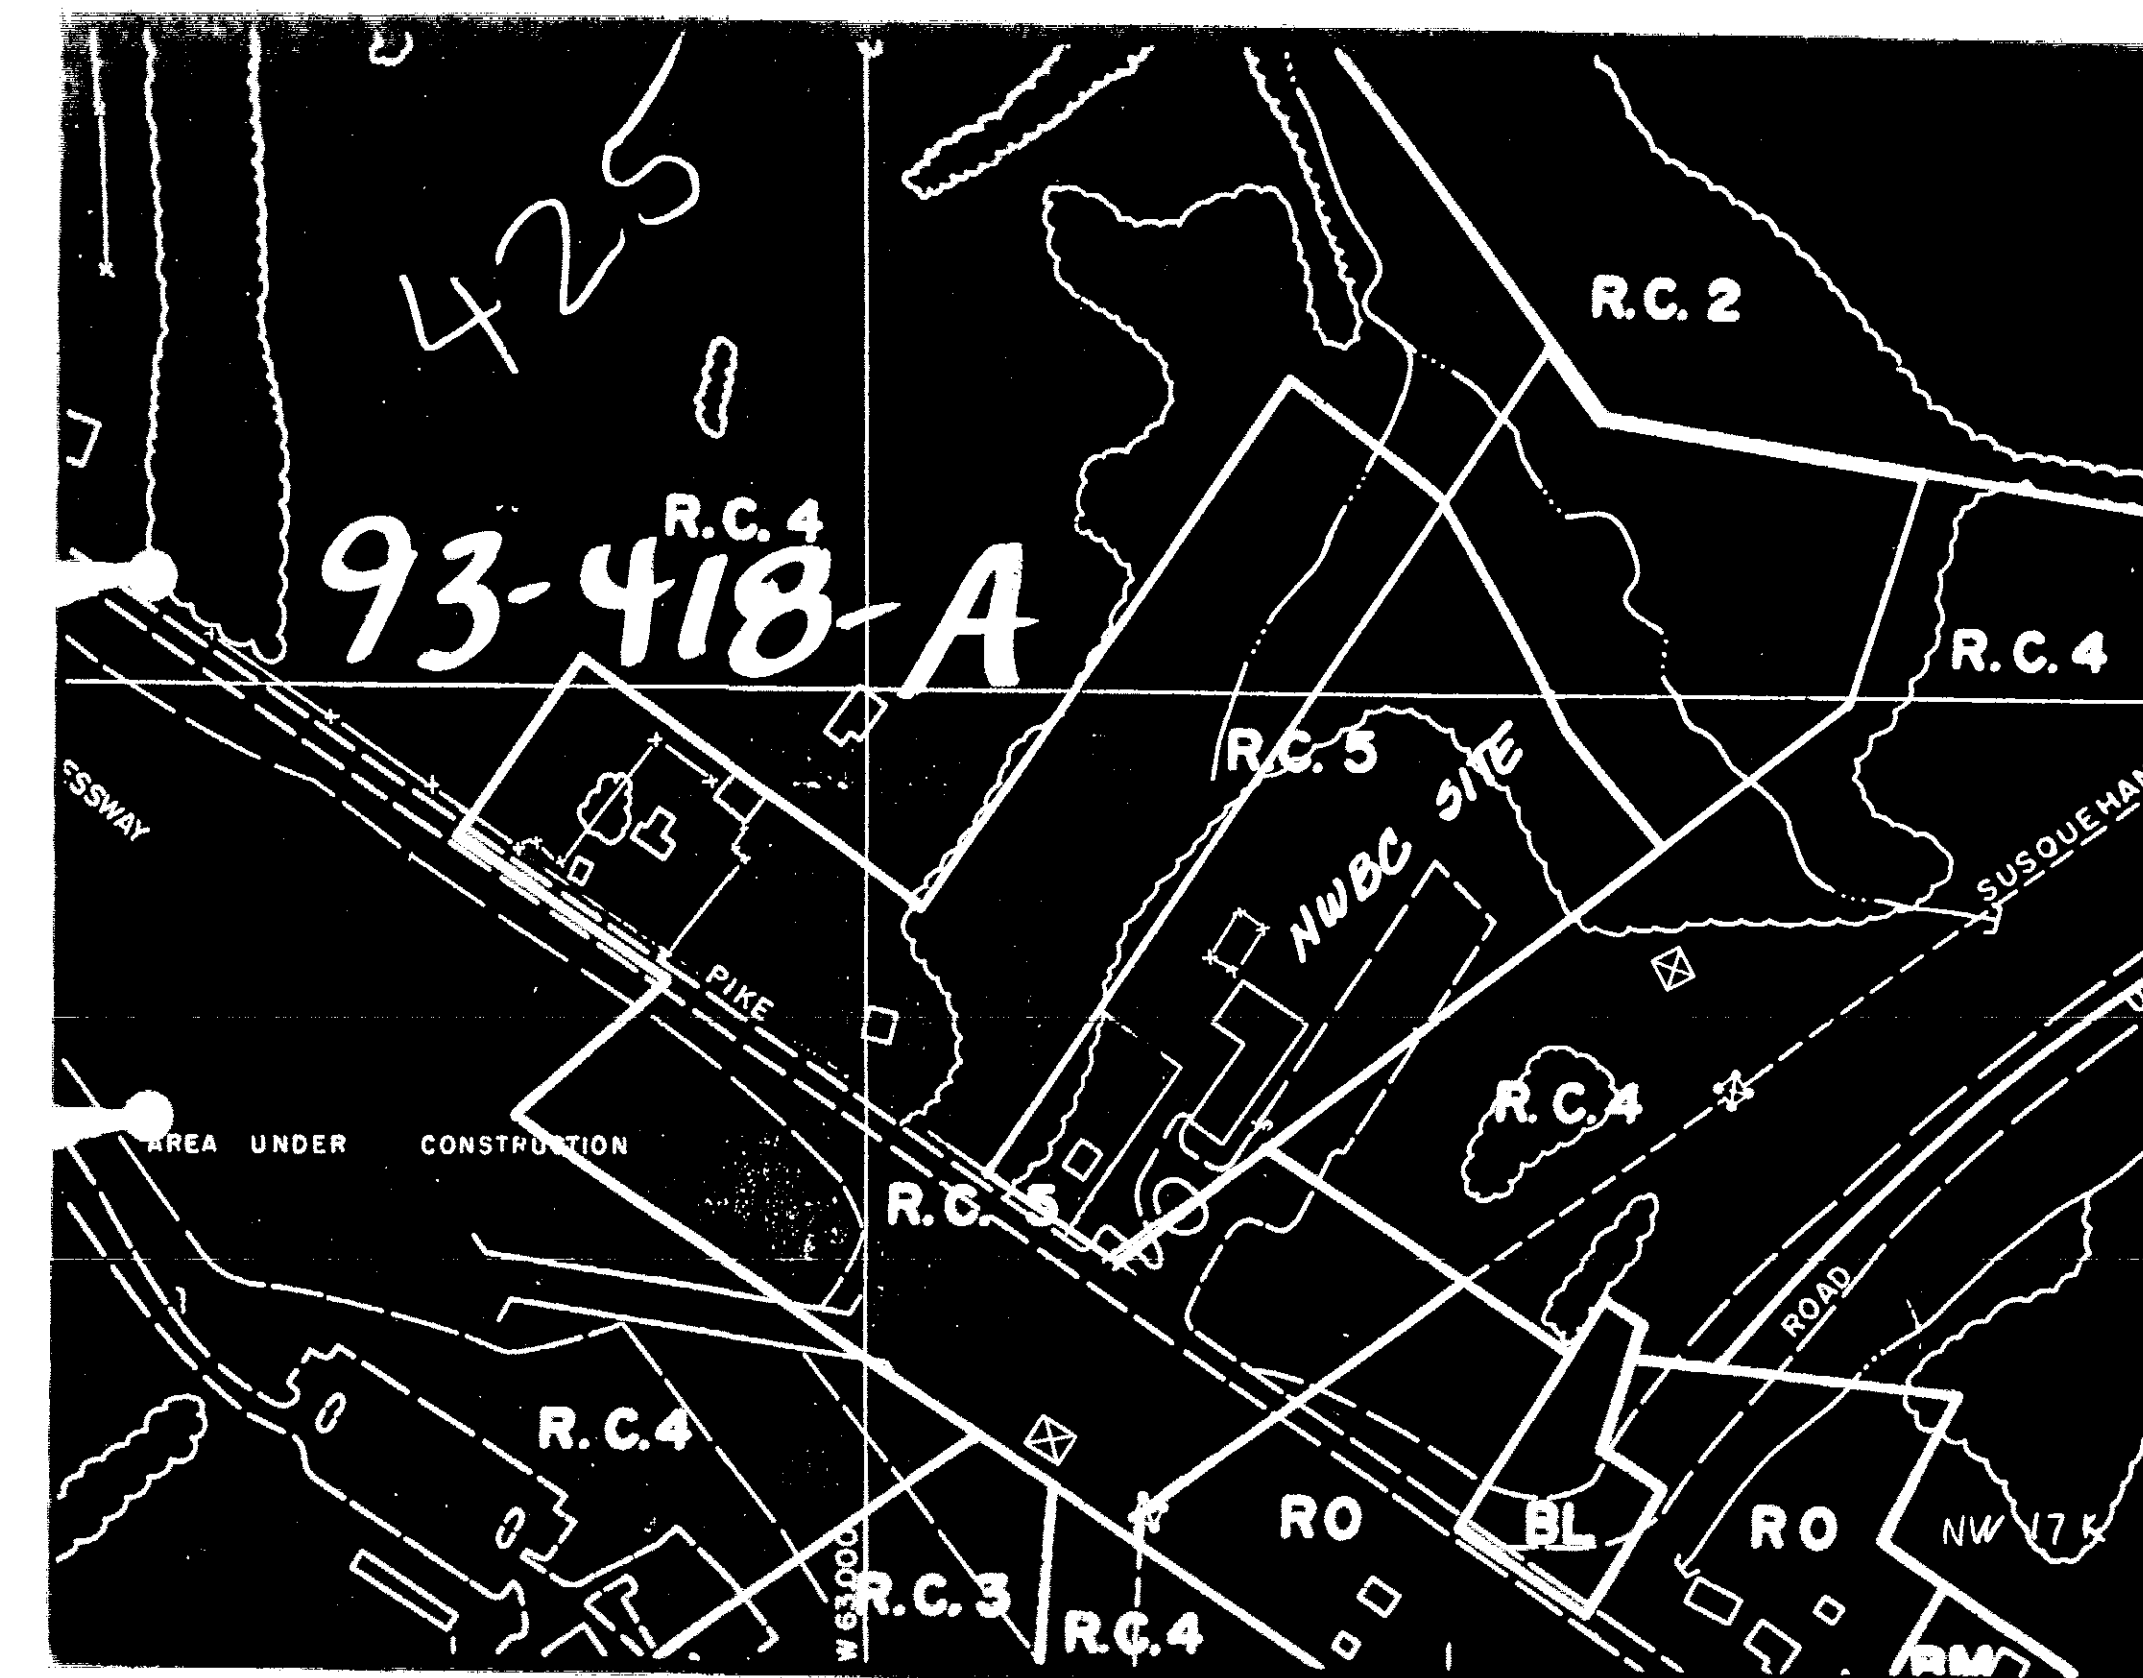 425
R.C. 2
R.C. 4
93-418-A
R.C. 4
R.C. 5
NWBC SITE
SSWAY
SUSQUEHAN
PIKE
R.C.4
AREA UNDER CONSTRUCTION
R.C. 5
ROAD
R.C.4
RO
BL
RO
NW 17 K
W 63,000
R.C. 3
R.C.4
BM